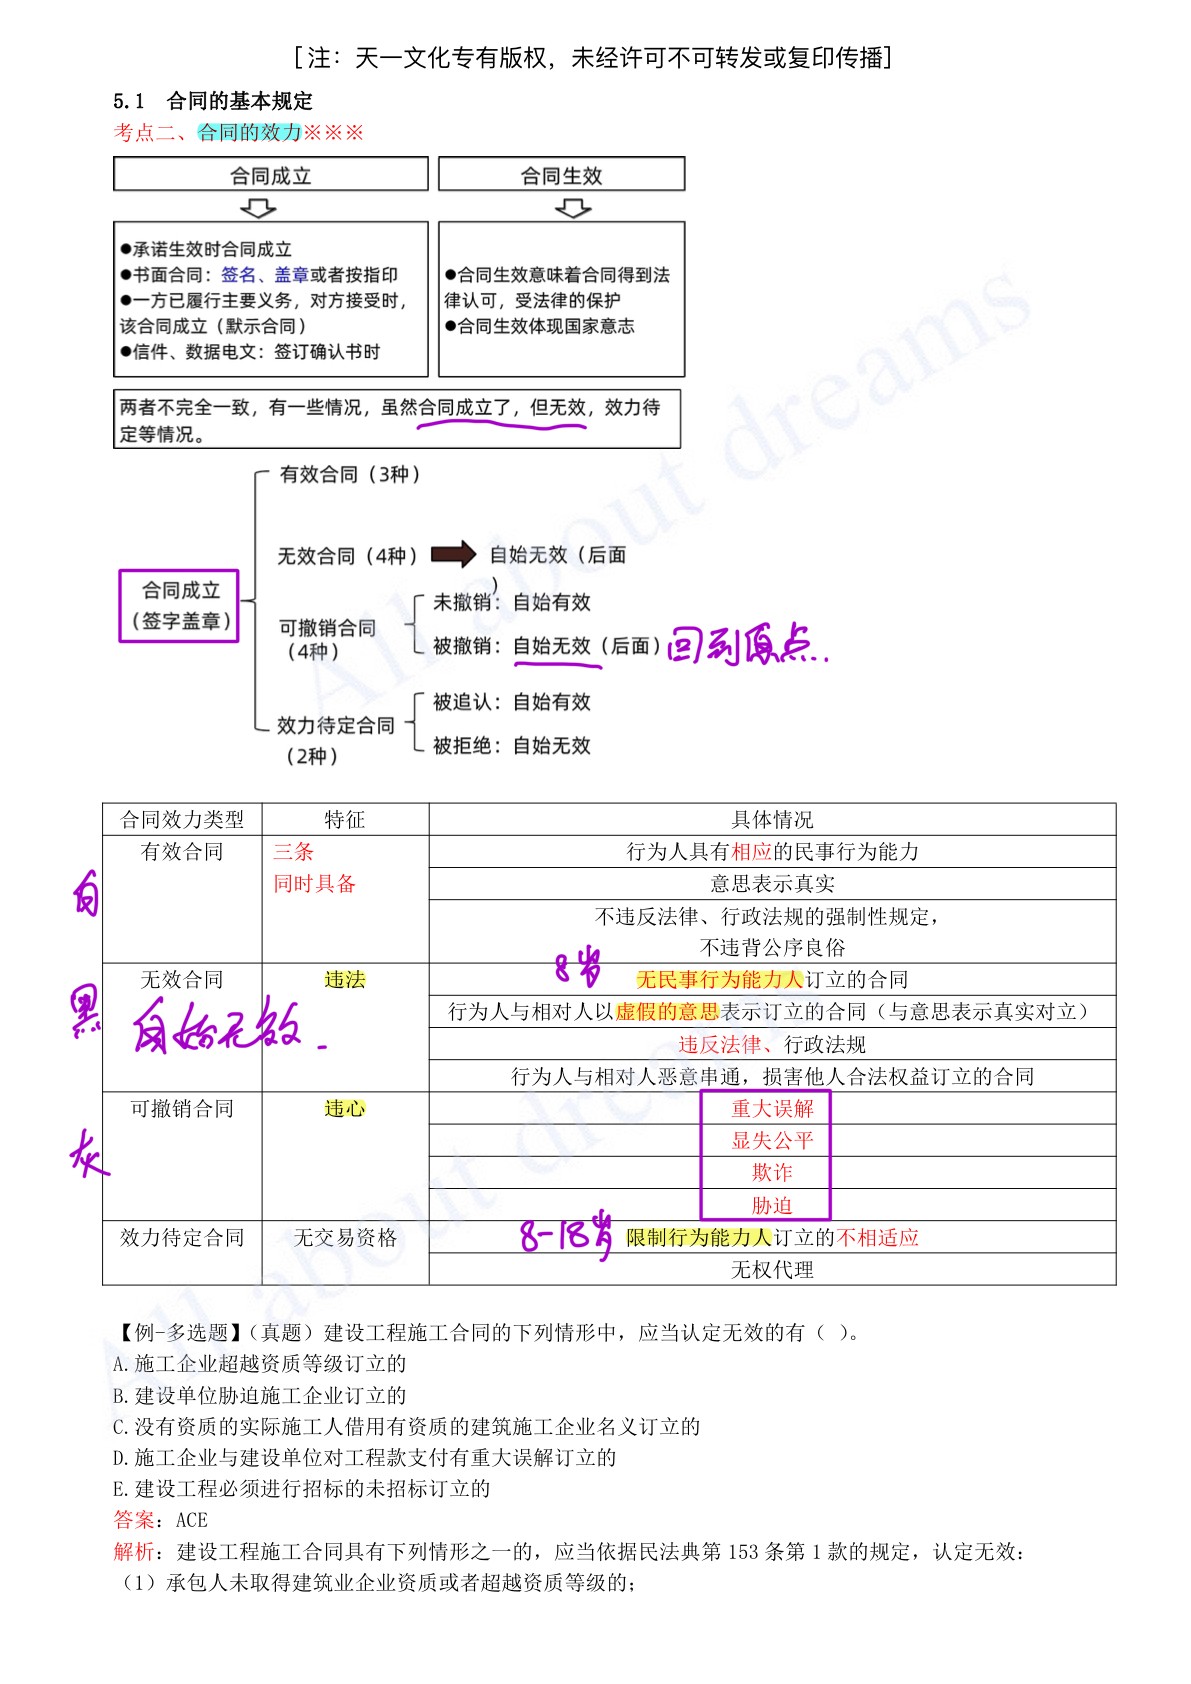 [注：天一文化专有版权，未经许可不可转发或复印传播]
5.1 合同的基本规定
考点二、合同的效力※※※
合同成立
合同生效
●承诺生效时合同成立
●书面合同：签名、盖章或者按指印
●一方已履行主要义务，对方接受时，
该合同成立（默示合同）
●信件、数据电文：签订确认书时
●合同生效意味着合同得到法
律认可，受法律的保护
●合同生效体现国家意志
两者不完全一致，有一些情况，虽然合同成立了，但无效，效力待
定等情况。
合同成立
（签字盖章）
有效合同（3种）
无效合同（4种）
自始无效（后面
）
可撤销合同
（4种）
未撤销：自始有效
被撤销：自始无效（后面）
回到原点.
效力待定合同
（2种）
被追认：自始有效
被拒绝：自始无效
合同效力类型 特征 具体情况
白
有效合同
三条
同时具备
行为人具有相应的民事行为能力
意思表示真实
不违反法律、行政法规的强制性规定，
不违背公序良俗
黑
无效合同
自始无效.
违法
8岁
无民事行为能力人订立的合同
行为人与相对人以虚假的意思表示订立的合同（与意思表示真实对立）
违反法律、行政法规
行为人与相对人恶意串通，损害他人合法权益订立的合同
灰
可撤销合同
违心
重大误解
显失公平
欺诈
胁迫
效力待定合同
无交易资格
8-18岁
限制行为能力人订立的不相适应
无权代理
【例-多选题】（真题）建设工程施工合同的下列情形中，应当认定无效的有（ ）。
A.施工企业超越资质等级订立的
B.建设单位胁迫施工企业订立的
C.没有资质的实际施工人借用有资质的建筑施工企业名义订立的
D.施工企业与建设单位对工程款支付有重大误解订立的
E.建设工程必须进行招标的未招标订立的
答案：ACE
解析：建设工程施工合同具有下列情形之一的，应当依据民法典第 153 条第 1 款的规定，认定无效：
（1）承包人未取得建筑业企业资质或者超越资质等级的；
All about dreams
All about dreams